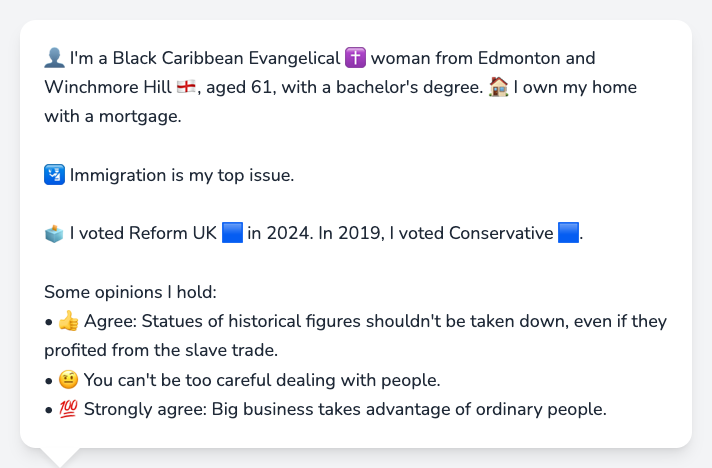 👤 I'm a Black Caribbean Evangelical ✝️ woman from Edmonton and
Winchmore Hill 🏴󠁧󠁢󠁥󠁮󠁧󠁿, aged 61, with a bachelor's degree. 🏠 I own my home
with a mortgage.
🛂 Immigration is my top issue.
🗳️ I voted Reform UK 🟦 in 2024. In 2019, I voted Conservative 🟦.
Some opinions I hold:
• 👍 Agree: Statues of historical figures shouldn't be taken down, even if they
profited from the slave trade.
• 🤨 You can't be too careful dealing with people.
• 💯 Strongly agree: Big business takes advantage of ordinary people.